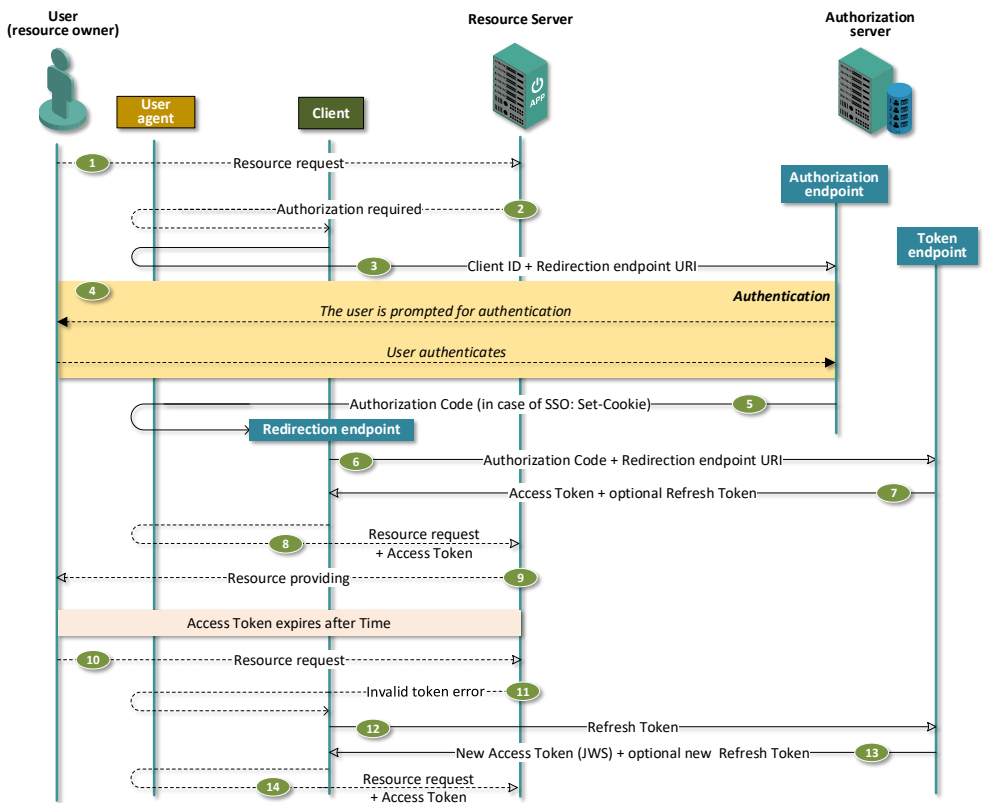 User
(resource owner)
Resource Server
Authorization
server
User
agent
Client
APP
1
Resource request
Authorization
endpoint
Authorization required
2
Token
endpoint
3
Client ID + Redirection endpoint URI
4
Authentication
The user is prompted for authentication
User authenticates
Authorization Code (in case of SSO: Set-Cookie)
5
Redirection endpoint
6
Authorization Code + Redirection endpoint URI
Access Token + optional Refresh Token
7
8
Resource request
+ Access Token
Resource providing
9
Access Token expires after Time
10
Resource request
Invalid token error
11
12
Refresh Token
New Access Token (JWS) + optional new Refresh Token
13
14
Resource request
+ Access Token